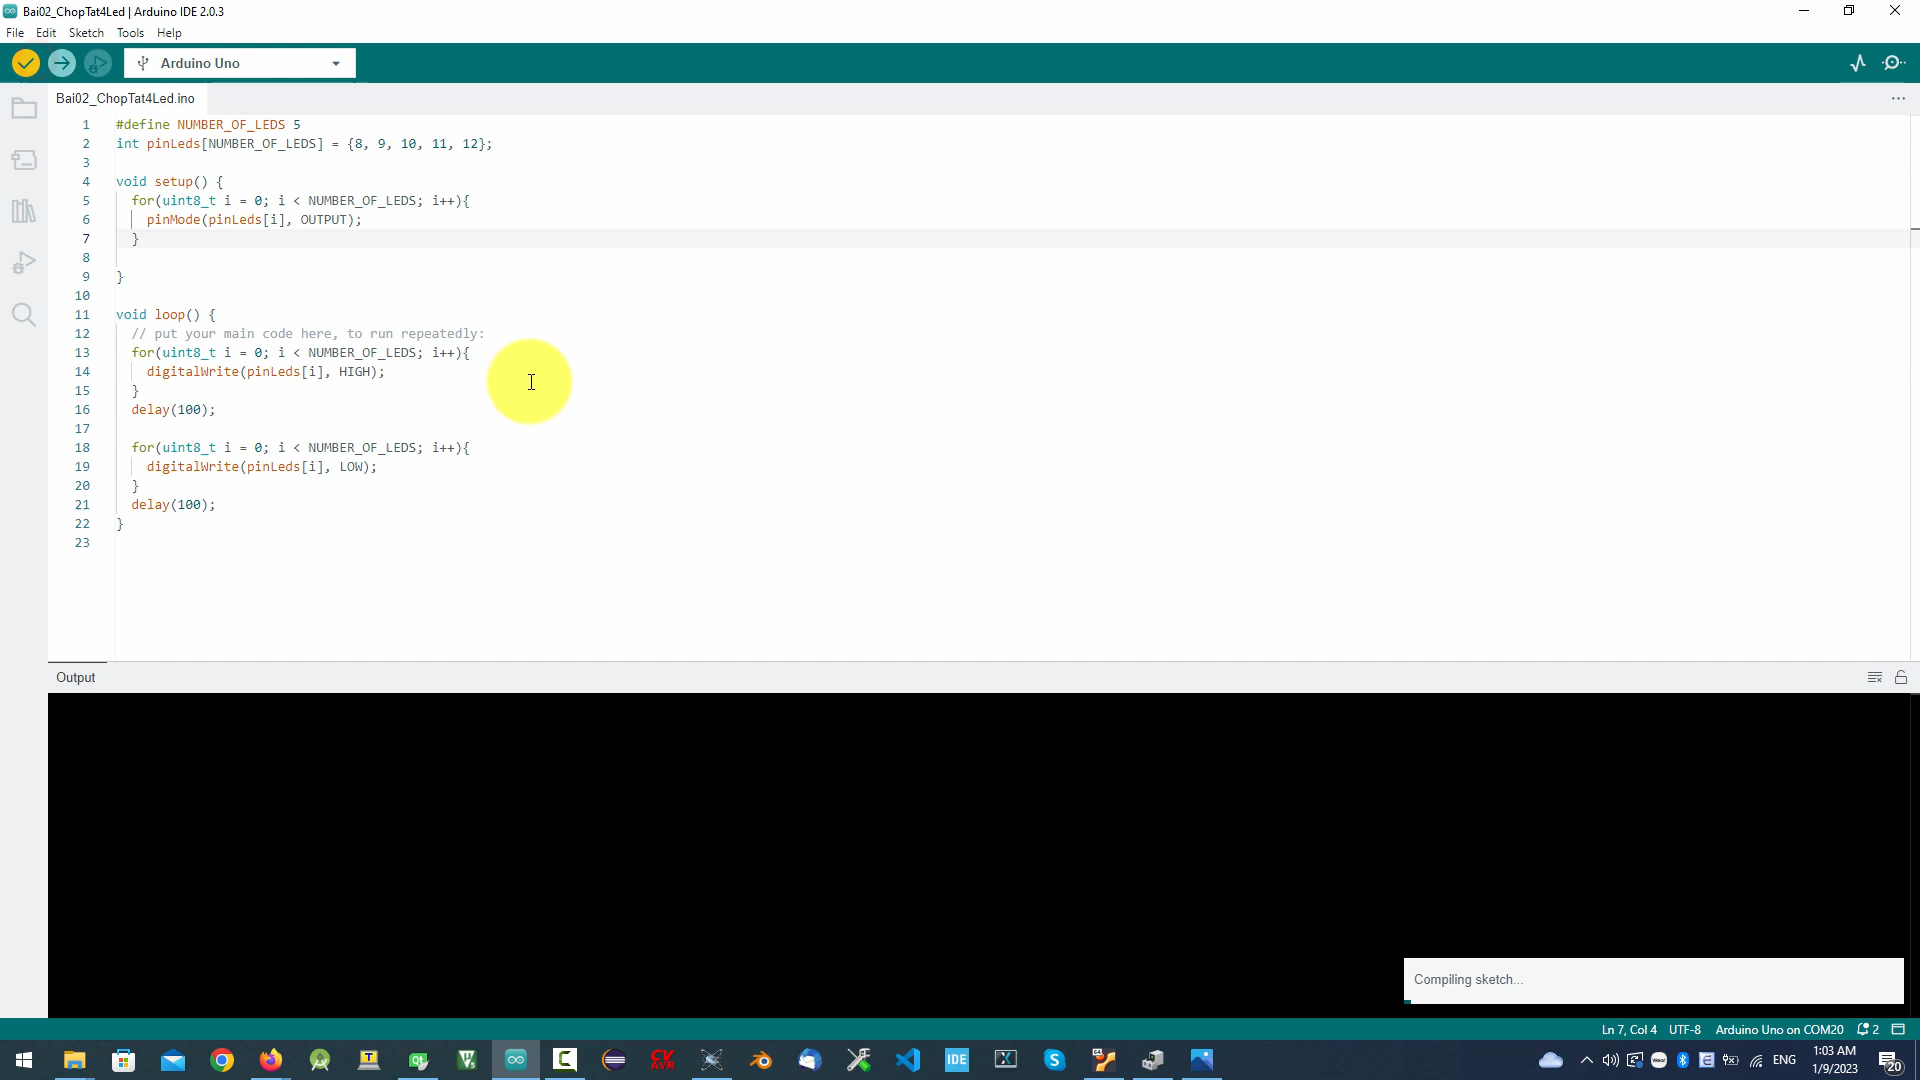 Bai02_ChopTat4Led | Arduino IDE 2.0.3
File Edit Sketch Tools Help
Arduino Uno
Bai02_ChopTat4Led.ino
1 #define NUMBER_OF_LEDS 5
2 int pinLeds[NUMBER_OF_LEDS] = {8, 9, 10, 11, 12};
3
4 void setup() {
5 for(uint8_t i = 0; i < NUMBER_OF_LEDS; i++){
6 pinMode(pinLeds[i], OUTPUT);
7 }
8
9 }
10
11 void loop() {
12 // put your main code here, to run repeatedly:
13 for(uint8_t i = 0; i < NUMBER_OF_LEDS; i++){
14 digitalWrite(pinLeds[i], HIGH);
15 }
16 delay(100);
17
18 for(uint8_t i = 0; i < NUMBER_OF_LEDS; i++){
19 digitalWrite(pinLeds[i], LOW);
20 }
21 delay(100);
22 }
23
Output
Compiling sketch...
Ln 7, Col 4 UTF-8 Arduino Uno on COM20 2
IDE ENG 1:03 AM
1/9/2023 20